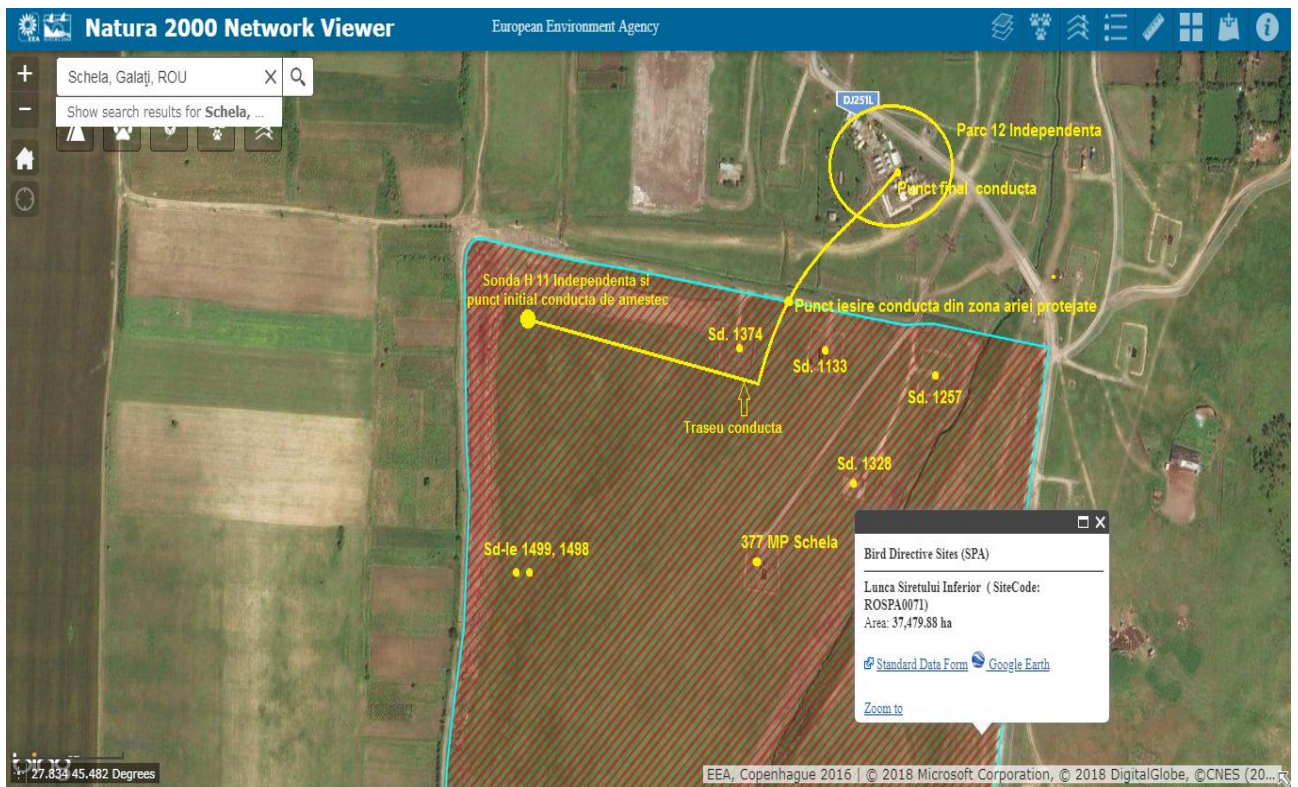 EEA
Natura 2000 Network Viewer
European Environment Agency
Schela, Galați, ROU
Show search results for Schela, ...
DJ251L
Parc 12 Independenta
Punct final conducta
Sonda H 11 Independenta si
punct initial conducta de amestec
Punct iesire conducta din zona ariei protejate
Sd. 1374
Sd. 1133
Sd. 1257
Traseu conducta
Sd. 1328
Sd-le 1499, 1498
377 MP Schela
Bird Directive Sites (SPA)
Lunca Siretului Inferior ( SiteCode:
ROSPA0071)
Area: 37,479.88 ha
Standard Data Form Google Earth
Zoom to
bing
27.834 45.482 Degrees
EEA, Copenhague 2016 | © 2018 Microsoft Corporation, © 2018 DigitalGlobe, ©CNES (20...